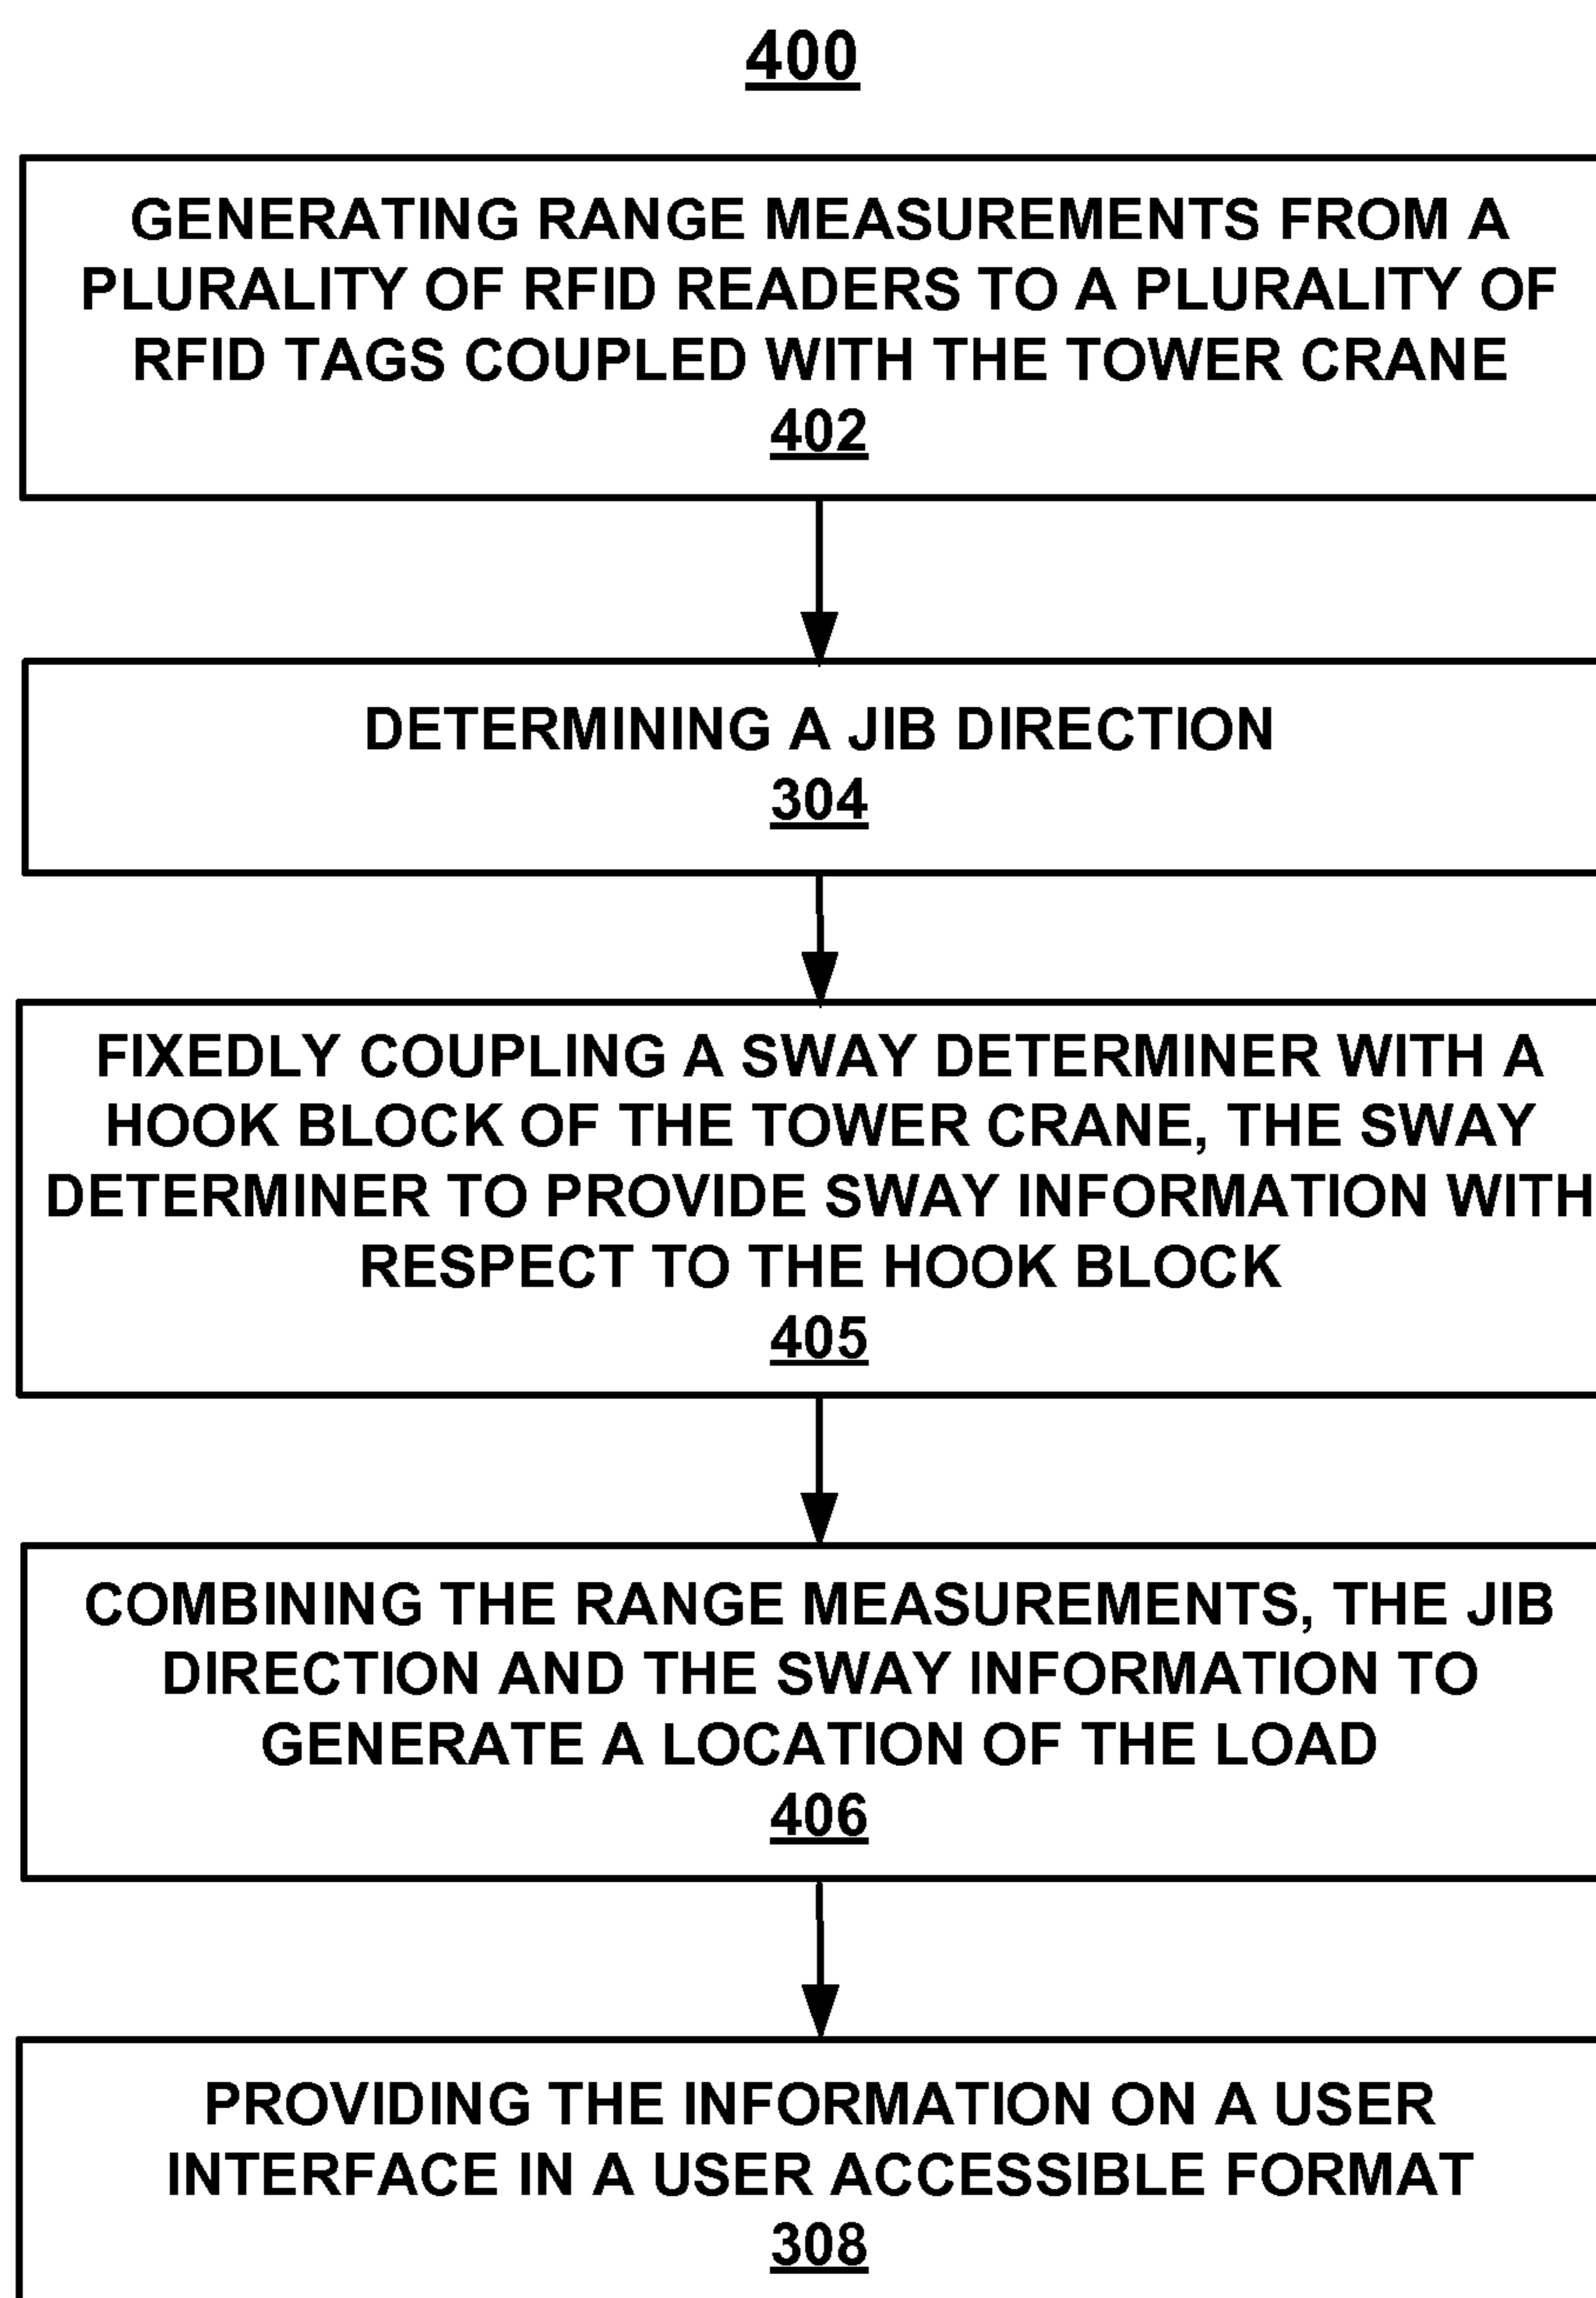 400
GENERATING RANGE MEASUREMENTS FROM A
PLURALITY OF RFID READERS TO A PLURALITY OF
RFID TAGS COUPLED WITH THE TOWER CRANE
402
DETERMINING A JIB DIRECTION
304
FIXEDLY COUPLING A SWAY DETERMINER WITH A
HOOK BLOCK OF THE TOWER CRANE, THE SWAY
DETERMINER TO PROVIDE SWAY INFORMATION WITH
RESPECT TO THE HOOK BLOCK
405
COMBINING THE RANGE MEASUREMENTS, THE JIB
DIRECTION AND THE SWAY INFORMATION TO
GENERATE A LOCATION OF THE LOAD
406
PROVIDING THE INFORMATION ON A USER
INTERFACE IN A USER ACCESSIBLE FORMAT
308